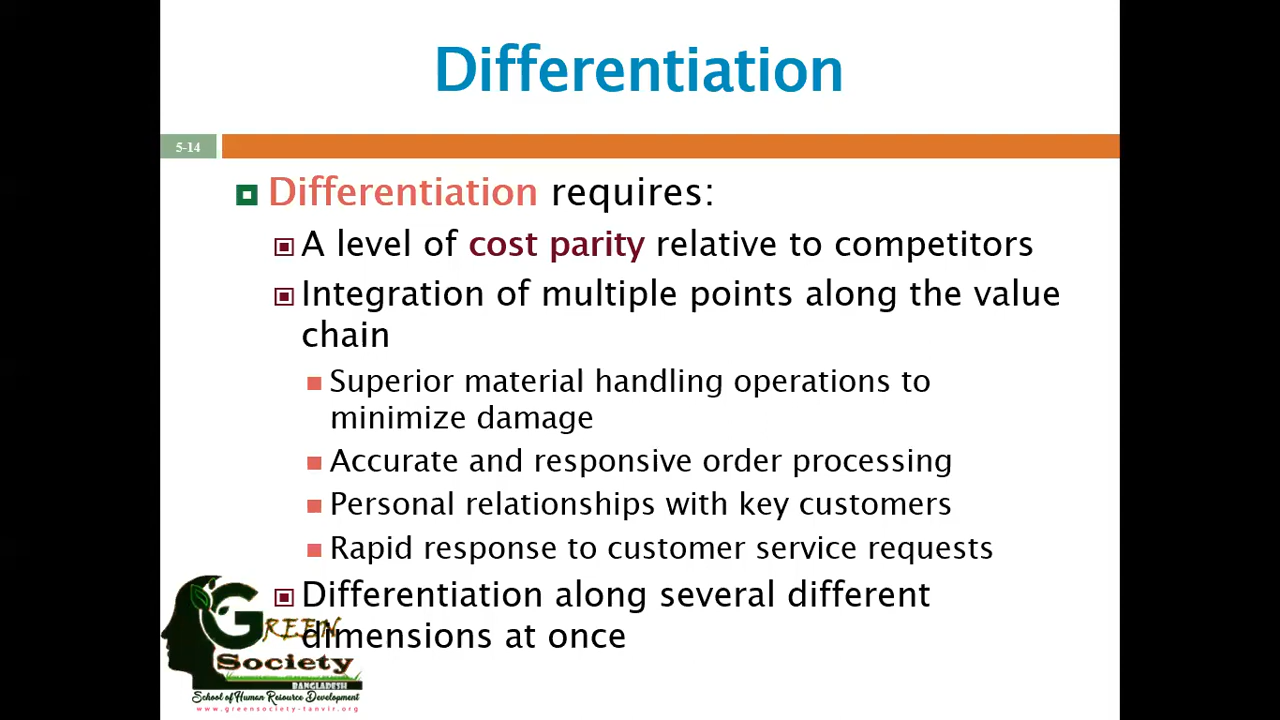 Differentiation
5-14
Differentiation requires:
A level of cost parity relative to competitors
Integration of multiple points along the value
chain
Superior material handling operations to
minimize damage
Accurate and responsive order processing
Personal relationships with key customers
Rapid response to customer service requests
Differentiation along several different
dimensions at once
GREEN
Society
BANGLADESH
School of Human Resource Development
www.greensociety-tanvir.org